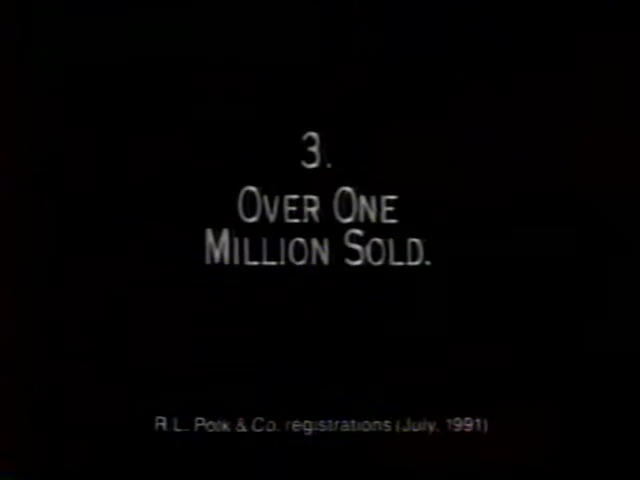 3.
OVER ONE
MILLION SOLD.
R.L. Polk & Co. registrations (July, 1991)